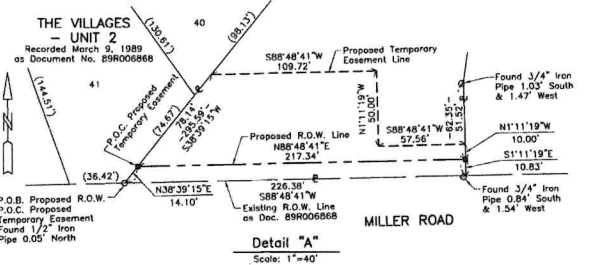 THE VILLAGES
- UNIT 2
Recorded March 9, 1989
as Document No. 89R006868
40
41
(130.61')
(98.13')
(144.51')
(74.67')
(36.42')
N
P.O.C. Proposed
Temporary Easement
78.14'
-295.59'-
S38°39'15"W
S88°48'41"W
109.72'
Proposed Temporary
Easement Line
N1°11'19"W
50.00'
S88°48'41"W
57.56'
-62.35'-
51.52'
Found 3/4" Iron
Pipe 1.03' South
& 1.47' West
N1°11'19"W
10.00'
S1°11'19"E
10.83'
Proposed R.O.W. Line
N88°48'41"E
217.34'
N38°39'15"E
14.10'
226.38'
S88°48'41"W
Existing R.O.W. Line
as Doc. 89R006868
P.O.B. Proposed R.O.W.
P.O.C. Proposed
Temporary Easement
Found 1/2" Iron
Pipe 0.05' North
Found 3/4" Iron
Pipe 0.84' South
& 1.54' West
MILLER ROAD
Detail "A"
Scale: 1"=40'